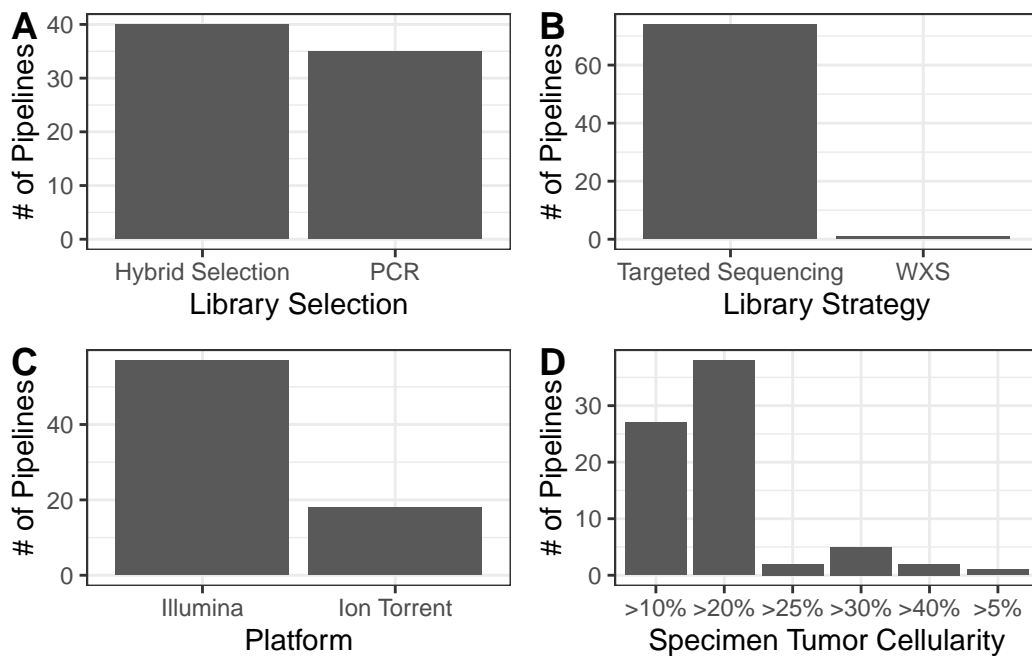 A
# of Pipelines
40
30
20
10
0
Hybrid Selection PCR
Library Selection
B
# of Pipelines
60
40
20
0
Targeted Sequencing WXS
Library Strategy
C
# of Pipelines
40
20
0
Illumina Ion Torrent
Platform
D
# of Pipelines
30
20
10
0
>10% >20% >25% >30% >40% >5%
Specimen Tumor Cellularity